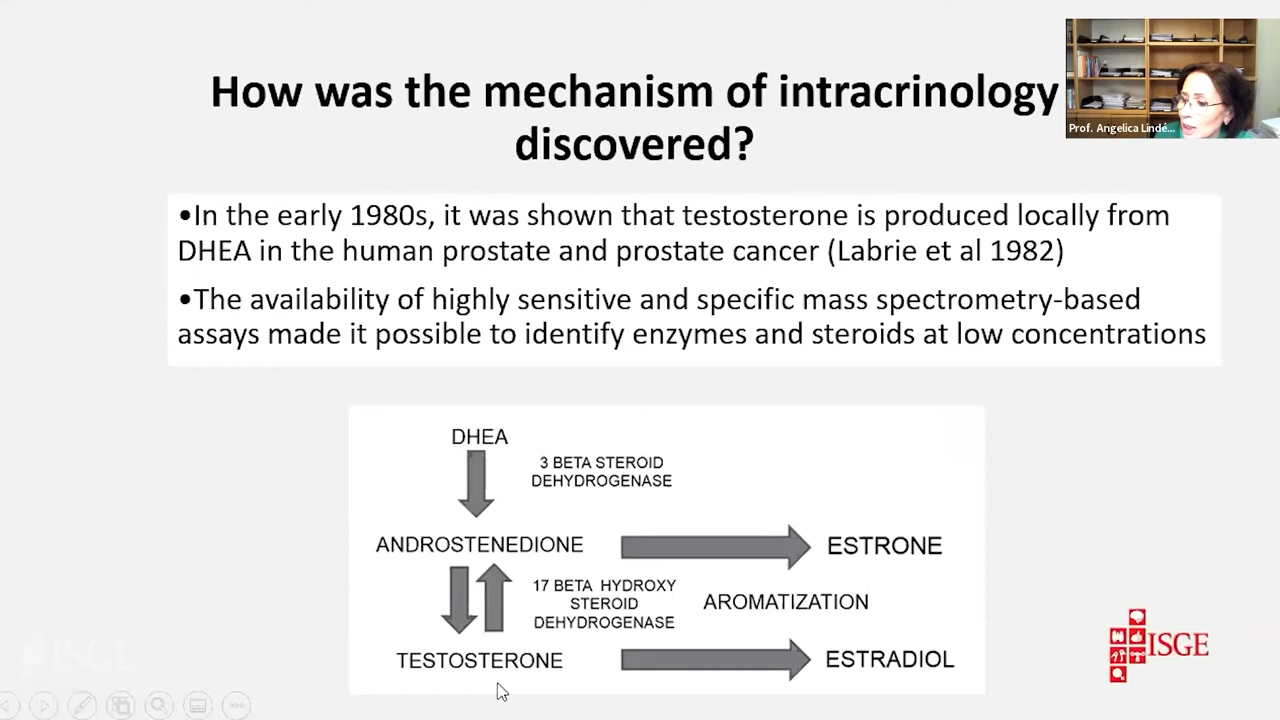 How was the mechanism of intracrinology
discovered?
Prof. Angelica Lindé...
•In the early 1980s, it was shown that testosterone is produced locally from
DHEA in the human prostate and prostate cancer (Labrie et al 1982)
•The availability of highly sensitive and specific mass spectrometry-based
assays made it possible to identify enzymes and steroids at low concentrations
DHEA
3 BETA STEROID
DEHYDROGENASE
ANDROSTENEDIONE
ESTRONE
17 BETA HYDROXY
STEROID
DEHYDROGENASE
AROMATIZATION
TESTOSTERONE
ESTRADIOL
ISGE
ISGE